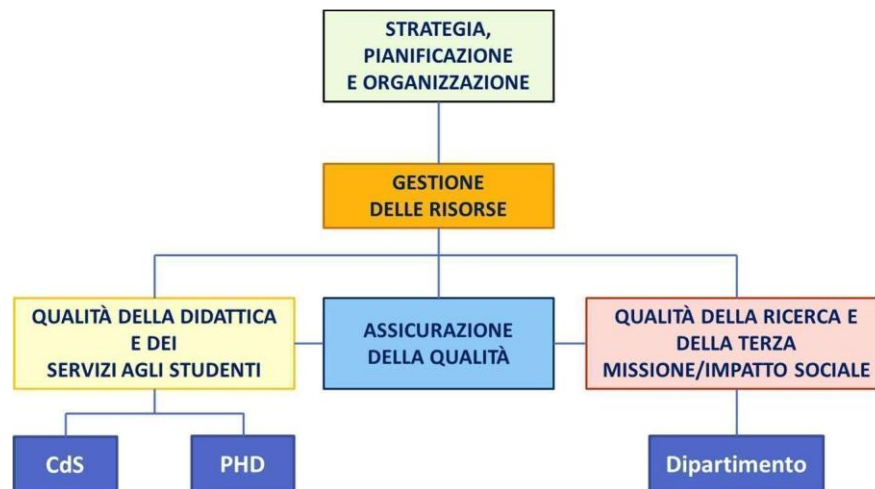 STRATEGIA,
PIANIFICAZIONE
E ORGANIZZAZIONE
GESTIONE
DELLE RISORSE
QUALITÀ DELLA DIDATTICA
E DEI
SERVIZI AGLI STUDENTI
ASSICURAZIONE
DELLA QUALITÀ
QUALITÀ DELLA RICERCA E
DELLA TERZA
MISSIONE/IMPATTO SOCIALE
CdS
PHD
Dipartimento